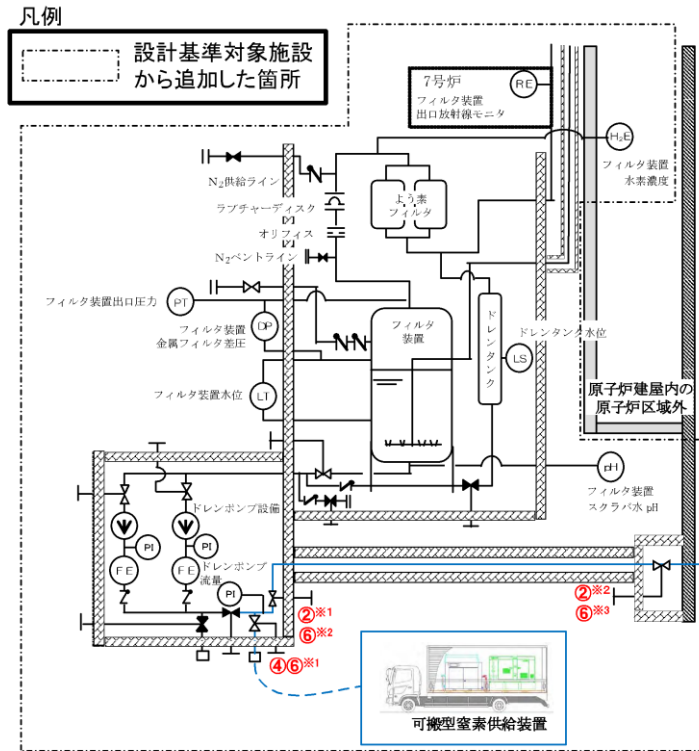 凡例
設計基準対象施設
から追加した箇所
7号炉
フィルタ装置
出口放射線モニタ
RE
H₂E
フィルタ装置
水素濃度
N₂供給ライン
ラプチャーディスク
オリフィス
N₂ベントライン
よう素
フィルタ
フィルタ装置出口圧力
PT
フィルタ装置
金属フィルタ差圧
DP
フィルタ装置水位
LT
フィルタ
装置
ドレンタンク
ドレンタンク水位
LS
原子炉建屋内の
原子炉区域外
pH
フィルタ装置
スクラバ水 pH
ドレンポンプ設備
PI
PI
FE
FE
ドレンポンプ
流量
PI
②※1
⑥※2
②※2
⑥※3
④⑥※1
可搬型窒素供給装置